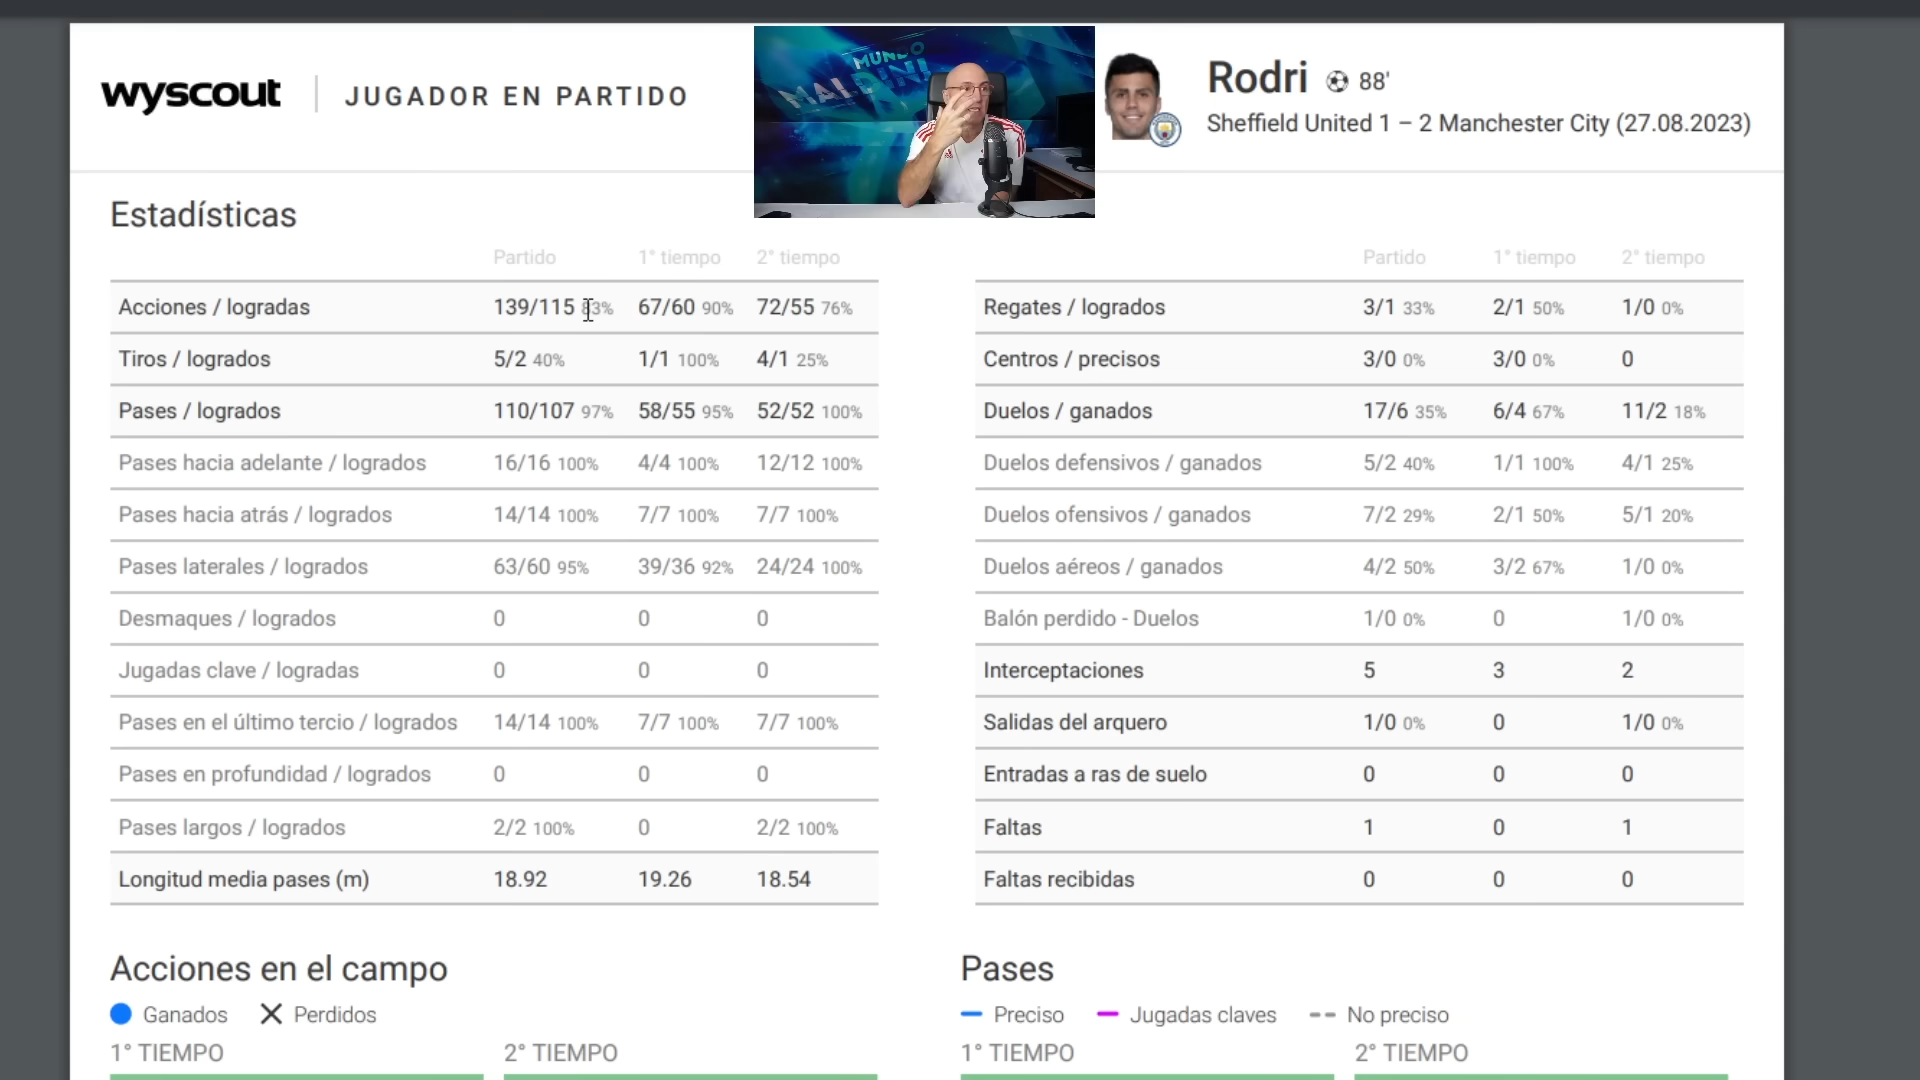 wyscout
JUGADOR EN PARTIDO
MUNDO
MALDINI
Rodri 88'
Sheffield United 1 – 2 Manchester City (27.08.2023)
Estadísticas
Partido 1° tiempo 2° tiempo
Acciones / logradas 139/115 83% 67/60 90% 72/55 76%
Tiros / logrados 5/2 40% 1/1 100% 4/1 25%
Pases / logrados 110/107 97% 58/55 95% 52/52 100%
Pases hacia adelante / logrados 16/16 100% 4/4 100% 12/12 100%
Pases hacia atrás / logrados 14/14 100% 7/7 100% 7/7 100%
Pases laterales / logrados 63/60 95% 39/36 92% 24/24 100%
Desmaques / logrados 0 0 0
Jugadas clave / logradas 0 0 0
Pases en el último tercio / logrados 14/14 100% 7/7 100% 7/7 100%
Pases en profundidad / logrados 0 0 0
Pases largos / logrados 2/2 100% 0 2/2 100%
Longitud media pases (m) 18.92 19.26 18.54
Partido 1° tiempo 2° tiempo
Regates / logrados 3/1 33% 2/1 50% 1/0 0%
Centros / precisos 3/0 0% 3/0 0% 0
Duelos / ganados 17/6 35% 6/4 67% 11/2 18%
Duelos defensivos / ganados 5/2 40% 1/1 100% 4/1 25%
Duelos ofensivos / ganados 7/2 29% 2/1 50% 5/1 20%
Duelos aéreos / ganados 4/2 50% 3/2 67% 1/0 0%
Balón perdido - Duelos 1/0 0% 0 1/0 0%
Interceptaciones 5 3 2
Salidas del arquero 1/0 0% 0 1/0 0%
Entradas a ras de suelo 0 0 0
Faltas 1 0 1
Faltas recibidas 0 0 0
Acciones en el campo
Ganados Perdidos
1° TIEMPO 2° TIEMPO
Pases
Preciso Jugadas claves No preciso
1° TIEMPO 2° TIEMPO